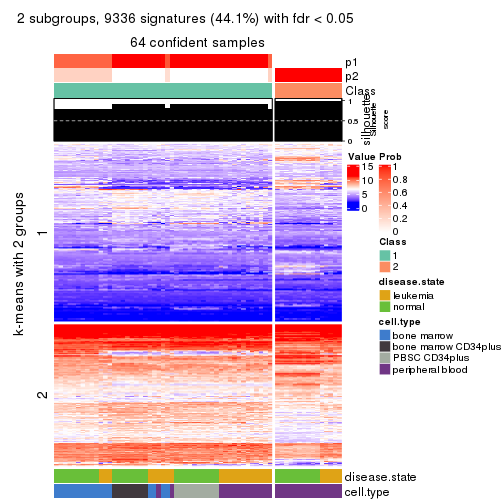 2 subgroups, 9336 signatures (44.1%) with fdr < 0.05
64 confident samples
p1
p2
Class
silhouette
Silhouette
score
1
0.5
0
k-means with 2 groups
1
2
disease.state
cell.type
Value
15
10
5
0
Prob
1
0.8
0.6
0.4
0.2
0
Class
1
2
disease.state
leukemia
normal
cell.type
bone marrow
bone marrow CD34plus
PBSC CD34plus
peripheral blood